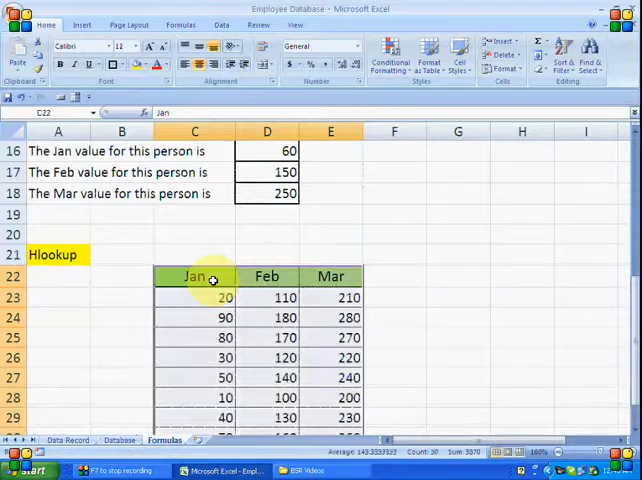 Employee Database - Microsoft Excel
Home Insert Page Layout Formulas Data Review View
Paste
Calibri 12 A A General Insert
B I U A $ % , Delete
Conditional Formatting Format as Table Cell Styles Format
Sort & Filter Find & Select
Clipboard Font Alignment Number Styles Cells Editing
C22 fx Jan
A B C D E F G H I
16 The Jan value for this person is 60
17 The Feb value for this person is 150
18 The Mar value for this person is 250
19
20
21 Hlookup
22 Jan Feb Mar
23 20 110 210
24 90 180 280
25 80 170 270
26 30 120 220
27 50 140 240
28 10 100 200
29 40 130 230
Data Record Database Formulas
Average: 143.3333333 Count: 30 Sum: 3870 160%
start F7 to stop recording Microsoft Excel - Empl... BSR Videos